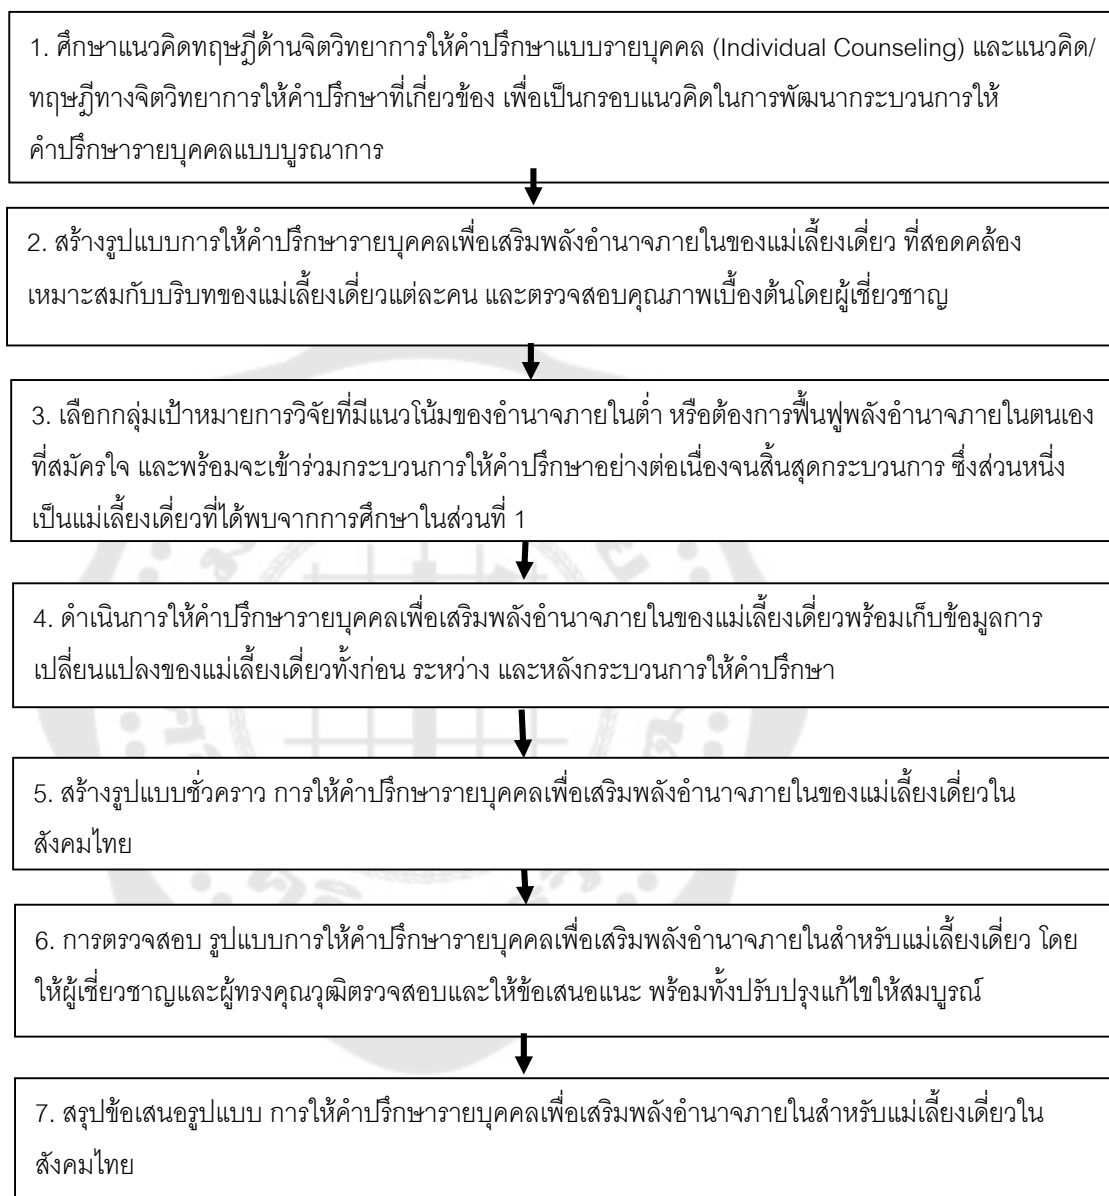 1. ศึกษาแนวคิดทฤษฎีด้านจิตวิทยาการให้คำปรึกษาแบบรายบุคคล (Individual Counseling) และแนวคิด/
ทฤษฎีทางจิตวิทยาการให้คำปรึกษาที่เกี่ยวข้อง เพื่อเป็นกรอบแนวคิดในการพัฒนากระบวนการให้
คำปรึกษารายบุคคลแบบบูรณาการ
2. สร้างรูปแบบการให้คำปรึกษารายบุคคลเพื่อเสริมพลังอำนาจภายในของแม่เลี้ยงเดี่ยว ที่สอดคล้อง
เหมาะสมกับบริบทของแม่เลี้ยงเดี่ยวแต่ละคน และตรวจสอบคุณภาพเบื้องต้นโดยผู้เชี่ยวชาญ
3. เลือกกลุ่มเป้าหมายการวิจัยที่มีแนวโน้มของอำนาจภายในต่ำ หรือต้องการฟื้นฟูพลังอำนาจภายในตนเอง
ที่สมัครใจ และพร้อมจะเข้าร่วมกระบวนการให้คำปรึกษาอย่างต่อเนื่องจนสิ้นสุดกระบวนการ ซึ่งส่วนหนึ่ง
เป็นแม่เลี้ยงเดี่ยวที่ได้พบจากการศึกษาในส่วนที่ 1
4. ดำเนินการให้คำปรึกษารายบุคคลเพื่อเสริมพลังอำนาจภายในของแม่เลี้ยงเดี่ยวพร้อมเก็บข้อมูลการ
เปลี่ยนแปลงของแม่เลี้ยงเดี่ยวทั้งก่อน ระหว่าง และหลังกระบวนการให้คำปรึกษา
5. สร้างรูปแบบชั่วคราว การให้คำปรึกษารายบุคคลเพื่อเสริมพลังอำนาจภายในของแม่เลี้ยงเดี่ยวใน
สังคมไทย
6. การตรวจสอบ รูปแบบการให้คำปรึกษารายบุคคลเพื่อเสริมพลังอำนาจภายในสำหรับแม่เลี้ยงเดี่ยว โดย
ให้ผู้เชี่ยวชาญและผู้ทรงคุณวุฒิตรวจสอบและให้ข้อเสนอแนะ พร้อมทั้งปรับปรุงแก้ไขให้สมบูรณ์
7. สรุปข้อเสนอรูปแบบ การให้คำปรึกษารายบุคคลเพื่อเสริมพลังอำนาจภายในสำหรับแม่เลี้ยงเดี่ยวใน
สังคมไทย